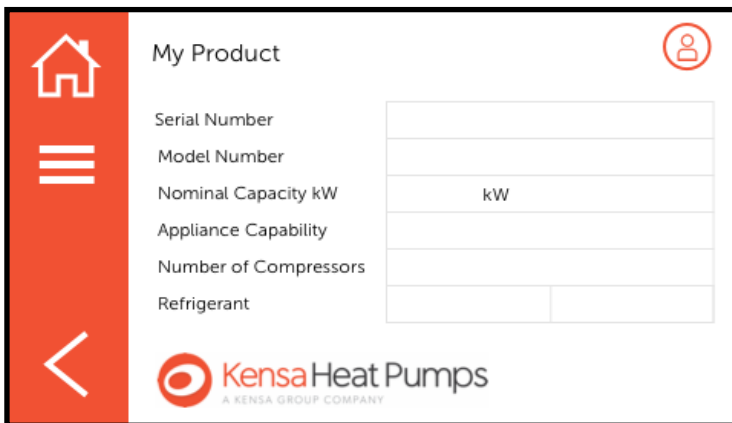 My Product
Serial Number
Model Number
Nominal Capacity kW kW
Appliance Capability
Number of Compressors
Refrigerant
Kensa Heat Pumps
A KENSA GROUP COMPANY